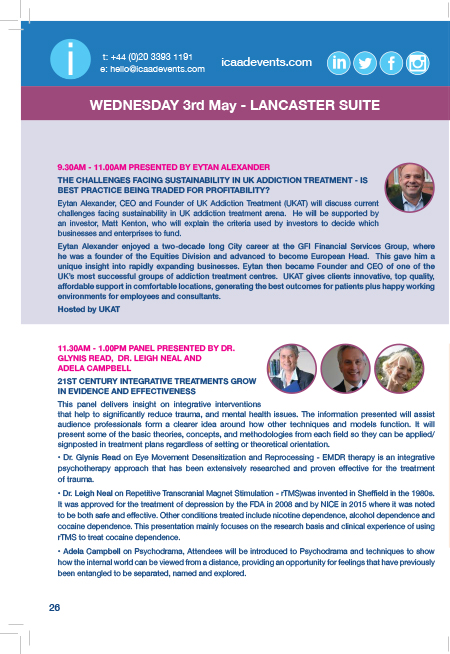 t: +44 (0)20 3393 1191
e: hello@icaadevents.com
icaadevents.com
WEDNESDAY 3rd May - LANCASTER SUITE
9.30AM - 11.00AM PRESENTED BY EYTAN ALEXANDER
THE CHALLENGES FACING SUSTAINABILITY IN UK ADDICTION TREATMENT - IS
BEST PRACTICE BEING TRADED FOR PROFITABILITY?
Eytan Alexander, CEO and Founder of UK Addiction Treatment (UKAT) will discuss current
challenges facing sustainability in UK addiction treatment arena. He will be supported by
an investor, Matt Kenton, who will explain the criteria used by investors to decide which
businesses and enterprises to fund.
Eytan Alexander enjoyed a two-decade long City career at the GFI Financial Services Group, where
he was a founder of the Equities Division and advanced to become European Head. This gave him a
unique insight into rapidly expanding businesses. Eytan then became Founder and CEO of one of the
UK's most successful groups of addiction treatment centres. UKAT gives clients innovative, top quality,
affordable support in comfortable locations, generating the best outcomes for patients plus happy working
environments for employees and consultants.
Hosted by UKAT
11.30AM - 1.00PM PANEL PRESENTED BY DR.
GLYNIS READ, DR. LEIGH NEAL AND
ADELA CAMPBELL
21ST CENTURY INTEGRATIVE TREATMENTS GROW
IN EVIDENCE AND EFFECTIVENESS
This panel delivers insight on integrative interventions
that help to significantly reduce trauma, and mental health issues. The information presented will assist
audience professionals form a clearer idea around how other techniques and models function. It will
present some of the basic theories, concepts, and methodologies from each field so they can be applied/
signposted in treatment plans regardless of setting or theoretical orientation.
• Dr. Glynis Read on Eye Movement Desensitization and Reprocessing - EMDR therapy is an integrative
psychotherapy approach that has been extensively researched and proven effective for the treatment
of trauma.
• Dr. Leigh Neal on Repetitive Transcranial Magnet Stimulation - rTMS)was invented in Sheffield in the 1980s.
It was approved for the treatment of depression by the FDA in 2008 and by NICE in 2015 where it was noted
to be both safe and effective. Other conditions treated include nicotine dependence, alcohol dependence and
cocaine dependence. This presentation mainly focuses on the research basis and clinical experience of using
rTMS to treat cocaine dependence.
• Adela Campbell on Psychodrama, Attendees will be introduced to Psychodrama and techniques to show
how the internal world can be viewed from a distance, providing an opportunity for feelings that have previously
been entangled to be separated, named and explored.
26